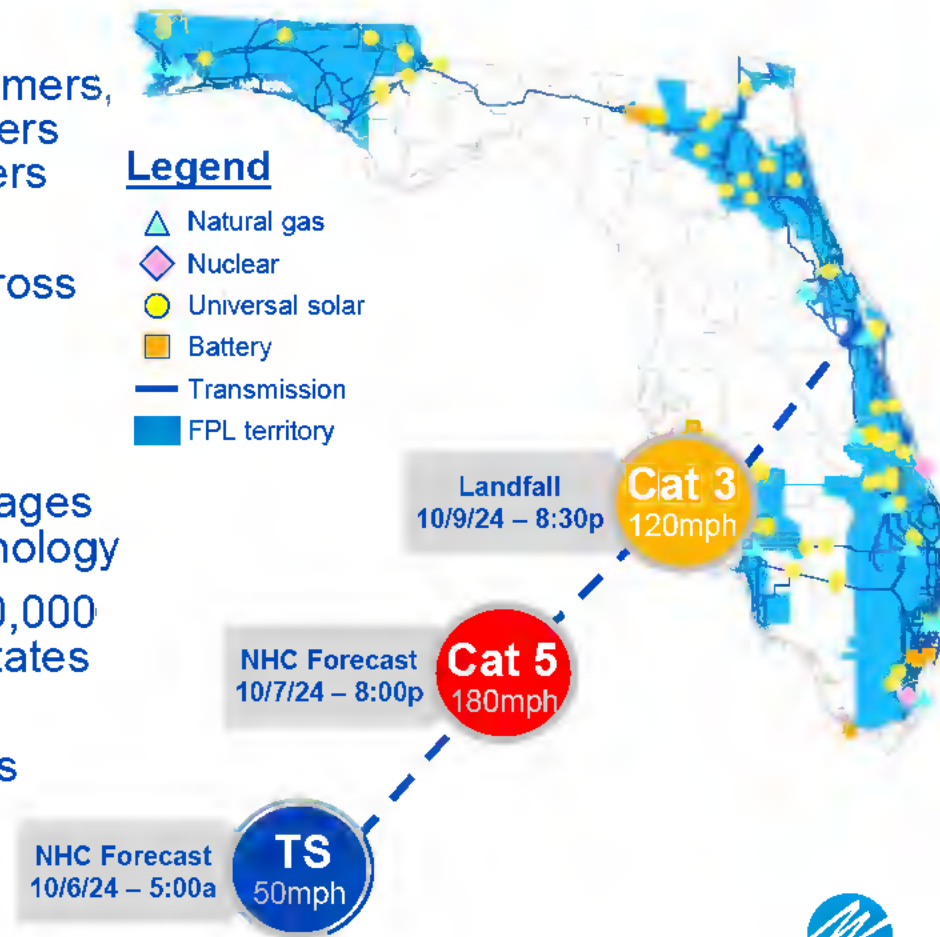 mers,
ers
ers
ross
ages
nology
0,000
tates
s
Legend
Natural gas
Nuclear
Universal solar
Battery
Transmission
FPL territory
Landfall
10/9/24 – 8:30p
Cat 3
120mph
NHC Forecast
10/7/24 – 8:00p
Cat 5
180mph
NHC Forecast
10/6/24 – 5:00a
TS
50mph